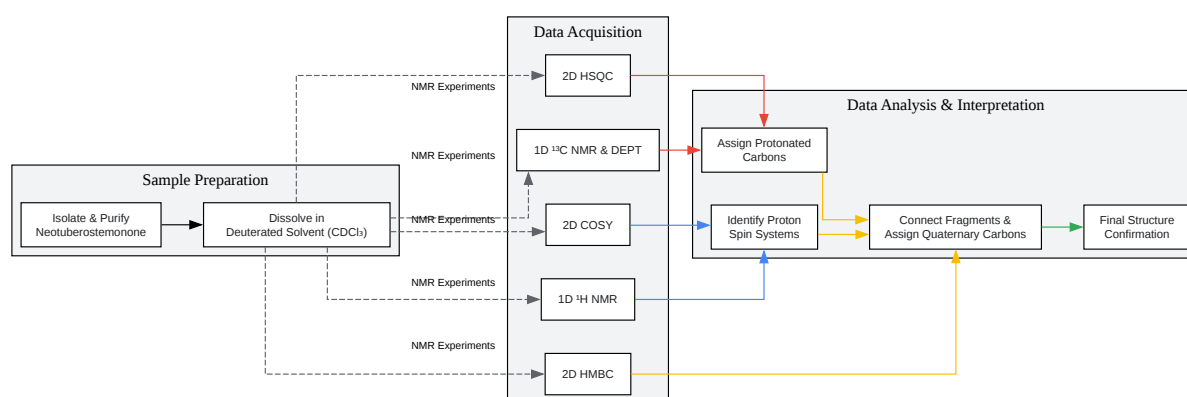 Sample Preparation
Isolate & Purify
Neotuberostemonone
Dissolve in
Deuterated Solvent (CDCl₃)
NMR Experiments
NMR Experiments
NMR Experiments
NMR Experiments
NMR Experiments
Data Acquisition
2D HSQC
1D ¹³C NMR & DEPT
2D COSY
1D ¹H NMR
2D HMBC
Data Analysis & Interpretation
Assign Protonated
Carbons
Identify Proton
Spin Systems
Connect Fragments &
Assign Quaternary Carbons
Final Structure
Confirmation